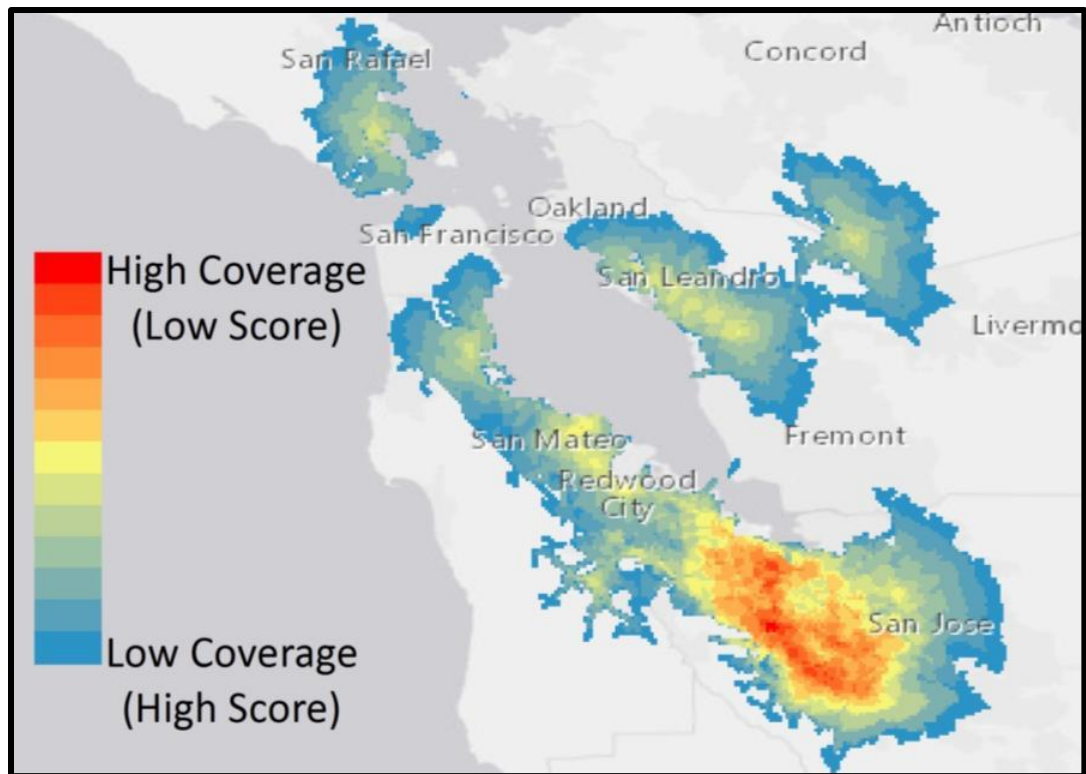 Antioch
Concord
San Rafael
Oakland
San Francisco
San Leandro
High Coverage
(Low Score)
Livermo
Fremont
San Mateo
Redwood
City
San Jose
Low Coverage
(High Score)